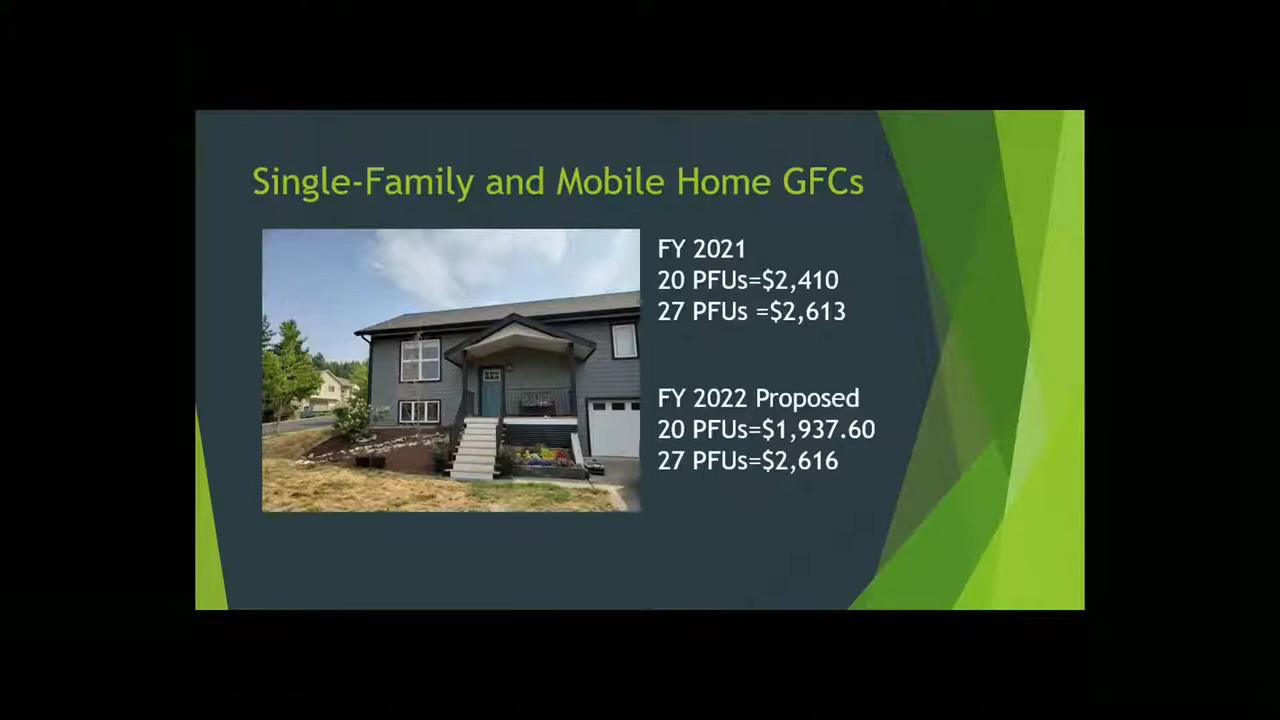 Single-Family and Mobile Home GFCs
FY 2021
20 PFUs=$2,410
27 PFUs =$2,613
FY 2022 Proposed
20 PFUs=$1,937.60
27 PFUs=$2,616